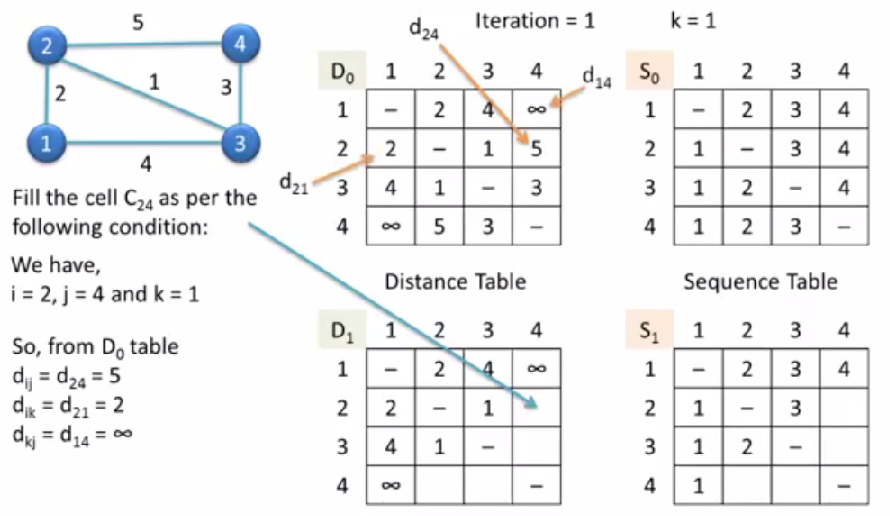 5
2
4
2
1
3
1
3
4
Fill the cell C24 as per the
following condition:
We have,
i = 2, j = 4 and k = 1
So, from D0 table
dij = d24 = 5
dik = d21 = 2
dkj = d14 = ∞
d24
Iteration = 1
k = 1
d14
d21
D0 1 2 3 4
1 – 2 4 ∞
2 2 – 1 5
3 4 1 – 3
4 ∞ 5 3 –
Distance Table
S0 1 2 3 4
1 – 2 3 4
2 1 – 3 4
3 1 2 – 4
4 1 2 3 –
Sequence Table
D1 1 2 3 4
1 – 2 4 ∞
2 2 – 1
3 4 1 –
4 ∞ –
S1 1 2 3 4
1 – 2 3 4
2 1 – 3
3 1 2 –
4 1 –